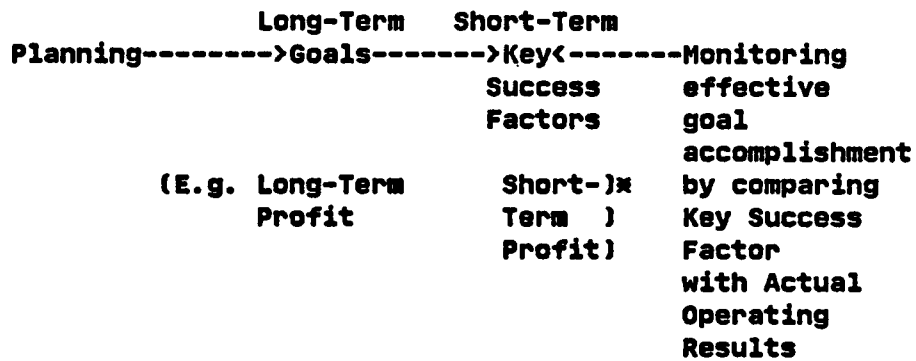 Long-Term Short-Term
Planning-------->Goals------->Key<-------Monitoring
Success effective
Factors goal
accomplishment
(E.g. Long-Term Short-)* by comparing
Profit Term ) Key Success
Profit) Factor
with Actual
Operating
Results